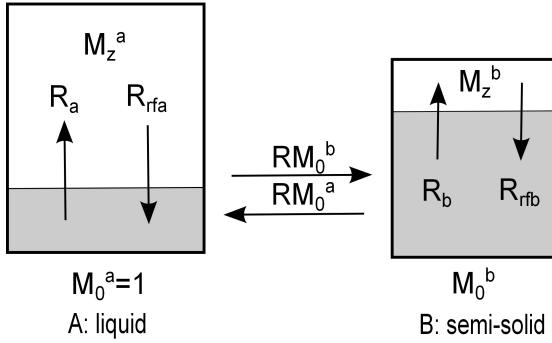 M_z^a
R_a R_rfa
RM_0^b
RM_0^a
M_z^b
R_b R_rfb
M_0^a=1
A: liquid
M_0^b
B: semi-solid